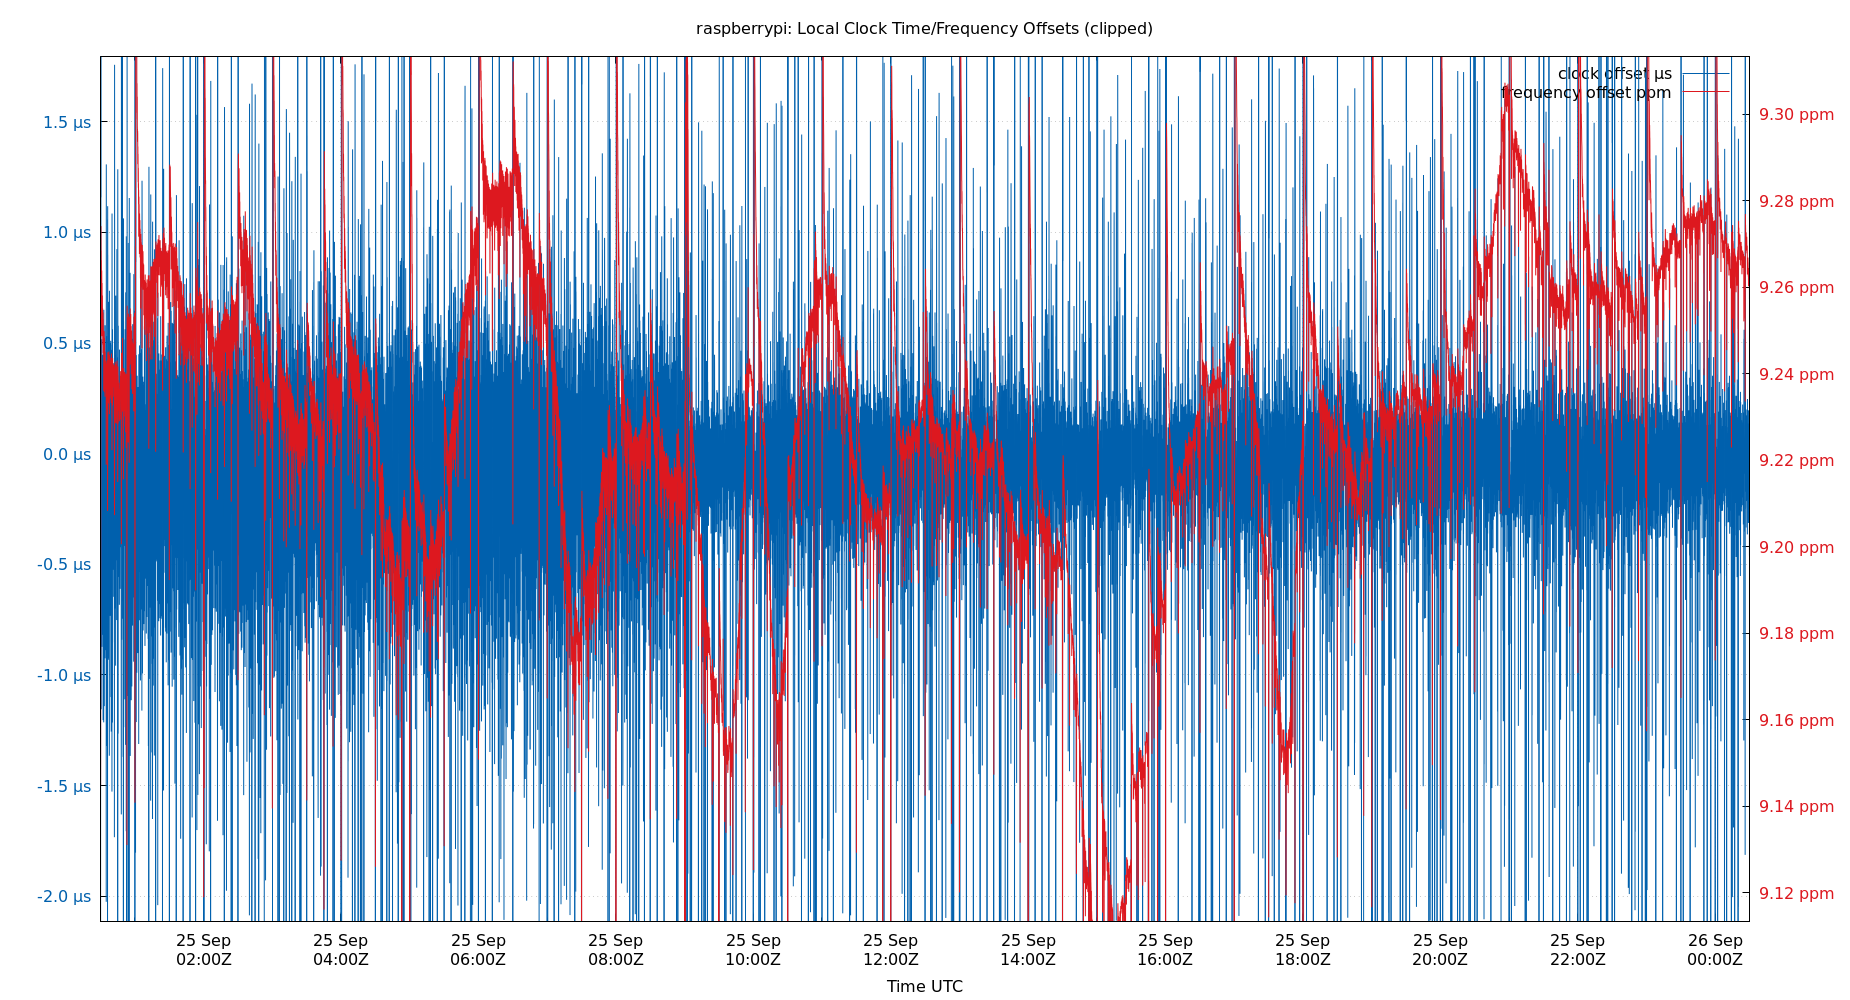 raspberrypi: Local Clock Time/Frequency Offsets (clipped)
clock offset µs
frequency offset ppm
1.5 µs
1.0 µs
0.5 µs
0.0 µs
-0.5 µs
-1.0 µs
-1.5 µs
-2.0 µs
9.30 ppm
9.28 ppm
9.26 ppm
9.24 ppm
9.22 ppm
9.20 ppm
9.18 ppm
9.16 ppm
9.14 ppm
9.12 ppm
25 Sep 25 Sep 25 Sep 25 Sep 25 Sep 25 Sep 25 Sep 25 Sep 25 Sep 25 Sep 25 Sep 26 Sep
02:00Z 04:00Z 06:00Z 08:00Z 10:00Z 12:00Z 14:00Z 16:00Z 18:00Z 20:00Z 22:00Z 00:00Z
Time UTC